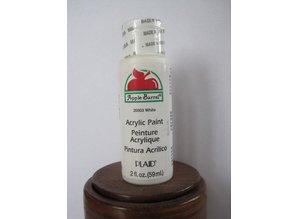 Apple Barrel®
20503 White
Acrylic Paint
Peinture
Acrylique
Pintura Acrílico
PLAID®
2 fl. oz. (59mL)